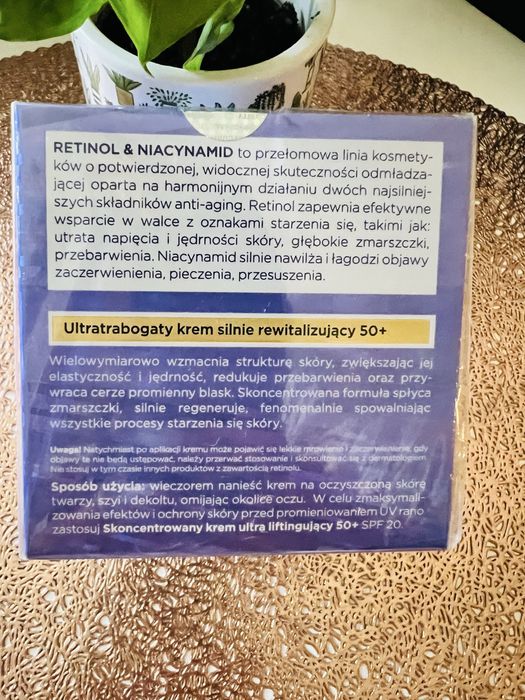 RETINOL & NIACYNAMID to przełomowa linia kosmety-
ków o potwierdzonej, widocznej skuteczności odmładza-
jącej oparta na harmonijnym działaniu dwóch najsilniej-
szych składników anti-aging. Retinol zapewnia efektywne
wsparcie w walce z oznakami starzenia się, takimi jak:
utrata napięcia i jędrności skóry, głębokie zmarszczki,
przebarwienia. Niacynamid silnie nawilża i łagodzi objawy
zaczerwienienia, pieczenia, przesuszenia.
Ultratrabogaty krem silnie rewitalizujący 50+
Wielowymiarowo wzmacnia strukturę skóry, zwiększając jej
elastyczność i jędrność, redukuje przebarwienia oraz przy-
wraca cerze promienny blask. Skoncentrowana formuła spłyca
zmarszczki, silnie regeneruje, fenomenalnie spowalniając
wszystkie procesy starzenia się skóry.
Uwaga! Natychmiast po aplikacji kremu może pojawić się lekkie mrowienie i zaczerwienienie, gdy
objawy te nie będą ustępować, należy przerwać stosowanie i skonsultować się z dermatologiem.
Nie stosuj w tym czasie innych produktów z zawartością retinolu.
Sposób użycia: wieczorem nanieść krem na oczyszczoną skórę
twarzy, szyi i dekoltu, omijając okolice oczu. W celu zmaksymali-
zowania efektów i ochrony skóry przed promieniowaniem UV rano
zastosuj Skoncentrowany krem ultra liftingujący 50+ SPF 20.